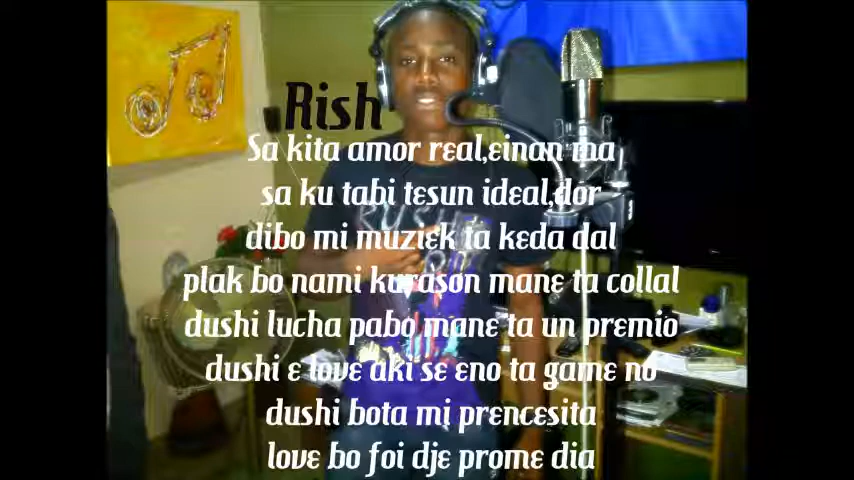 Rish
Sa kita amor real,einan ma
sa ku tabi tesun ideal,dor
dibo mi muziek ta keda dal
plak bo nami kurason mane ta collal
dushi lucha pabo mane ta un premio
dushi e love aki se eno ta game no
dushi bota mi prencesita
love bo foi dje prome dia